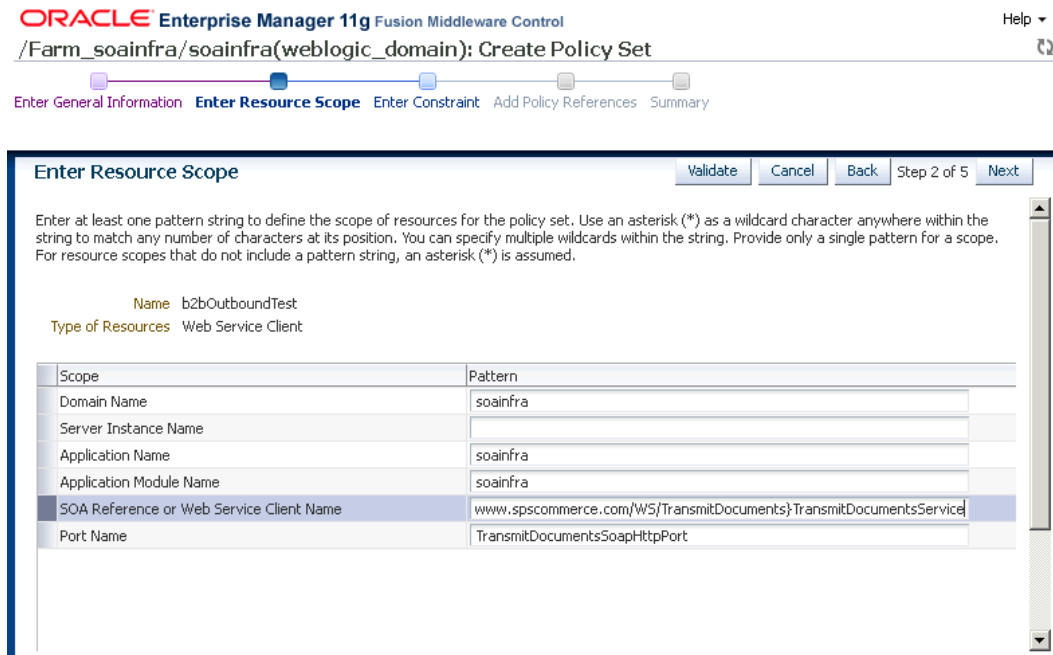 ORACLE Enterprise Manager 11g Fusion Middleware Control
Help
/Farm_soainfra/soainfra(weblogic_domain): Create Policy Set
Enter General Information Enter Resource Scope Enter Constraint Add Policy References Summary
Enter Resource Scope
Validate Cancel Back Step 2 of 5 Next
Enter at least one pattern string to define the scope of resources for the policy set. Use an asterisk (*) as a wildcard character anywhere within the
string to match any number of characters at its position. You can specify multiple wildcards within the string. Provide only a single pattern for a scope.
For resource scopes that do not include a pattern string, an asterisk (*) is assumed.
Name b2bOutboundTest
Type of Resources Web Service Client
Scope Pattern
Domain Name soainfra
Server Instance Name
Application Name soainfra
Application Module Name soainfra
SOA Reference or Web Service Client Name www.spscommerce.com/WS/TransmitDocuments}TransmitDocumentsService
Port Name TransmitDocumentsSoapHttpPort